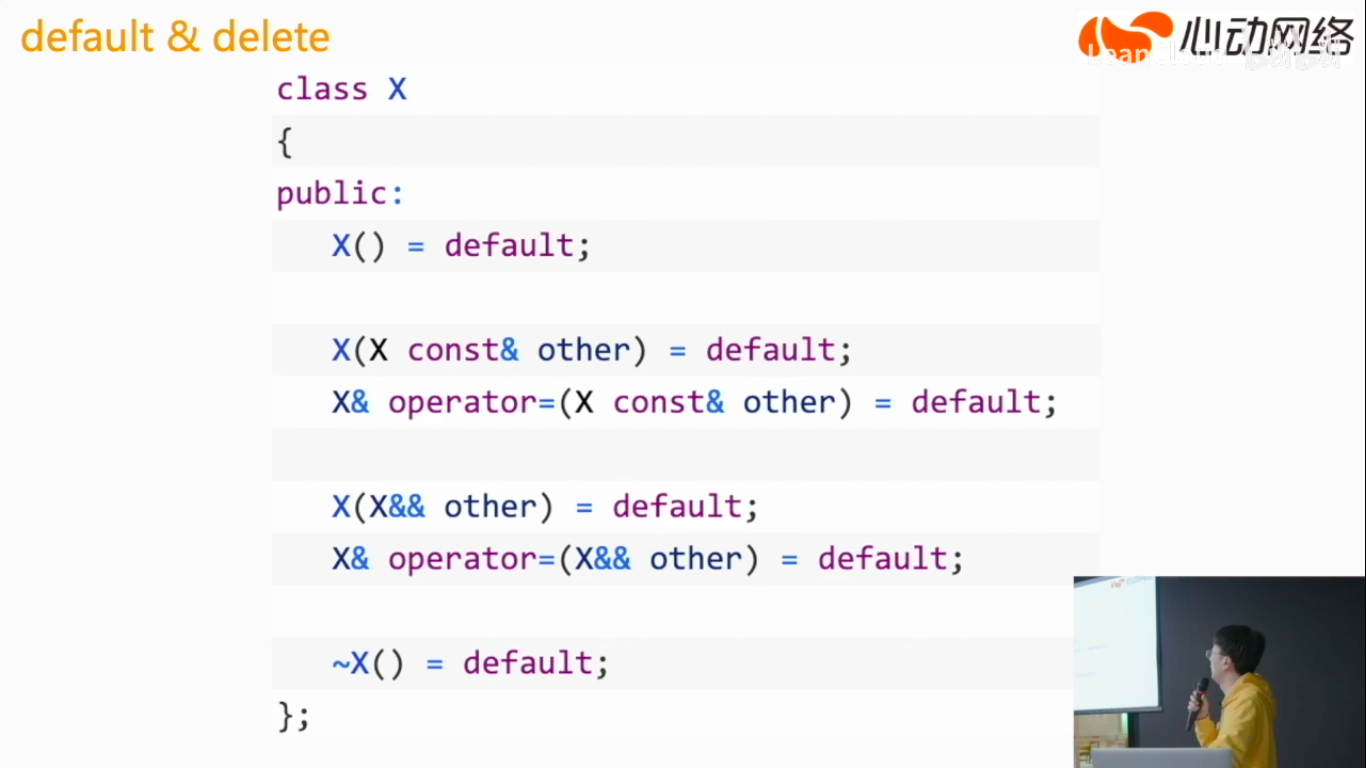 default & delete
心动网络
LeanCloud
class X
{
public:
X() = default;
X(X const& other) = default;
X& operator=(X const& other) = default;
X(X&& other) = default;
X& operator=(X&& other) = default;
~X() = default;
};